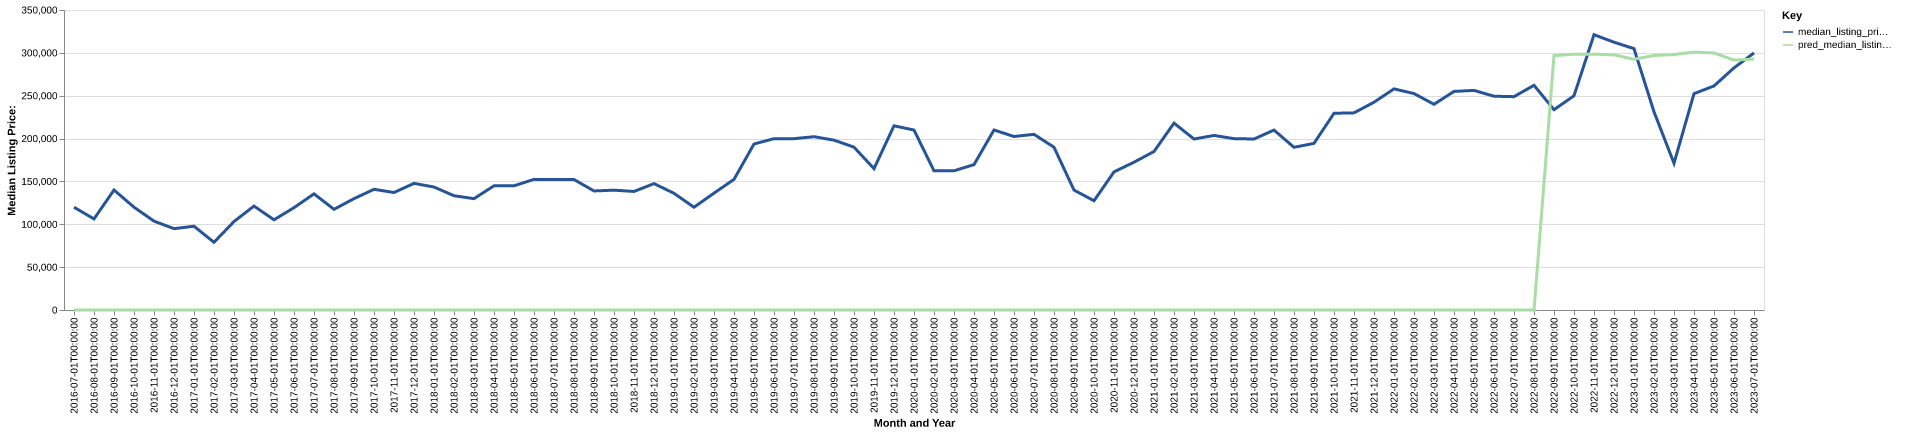 350,000
300,000
250,000
200,000
150,000
100,000
50,000
0
Median Listing Price:
2016-07-01T00:00:00
2016-08-01T00:00:00
2016-09-01T00:00:00
2016-10-01T00:00:00
2016-11-01T00:00:00
2016-12-01T00:00:00
2017-01-01T00:00:00
2017-02-01T00:00:00
2017-03-01T00:00:00
2017-04-01T00:00:00
2017-05-01T00:00:00
2017-06-01T00:00:00
2017-07-01T00:00:00
2017-08-01T00:00:00
2017-09-01T00:00:00
2017-10-01T00:00:00
2017-11-01T00:00:00
2017-12-01T00:00:00
2018-01-01T00:00:00
2018-02-01T00:00:00
2018-03-01T00:00:00
2018-04-01T00:00:00
2018-05-01T00:00:00
2018-06-01T00:00:00
2018-07-01T00:00:00
2018-08-01T00:00:00
2018-09-01T00:00:00
2018-10-01T00:00:00
2018-11-01T00:00:00
2018-12-01T00:00:00
2019-01-01T00:00:00
2019-02-01T00:00:00
2019-03-01T00:00:00
2019-04-01T00:00:00
2019-05-01T00:00:00
2019-06-01T00:00:00
2019-07-01T00:00:00
2019-08-01T00:00:00
2019-09-01T00:00:00
2019-10-01T00:00:00
2019-11-01T00:00:00
2019-12-01T00:00:00
2020-01-01T00:00:00
2020-02-01T00:00:00
2020-03-01T00:00:00
2020-04-01T00:00:00
2020-05-01T00:00:00
2020-06-01T00:00:00
2020-07-01T00:00:00
2020-08-01T00:00:00
2020-09-01T00:00:00
2020-10-01T00:00:00
2020-11-01T00:00:00
2020-12-01T00:00:00
2021-01-01T00:00:00
2021-02-01T00:00:00
2021-03-01T00:00:00
2021-04-01T00:00:00
2021-05-01T00:00:00
2021-06-01T00:00:00
2021-07-01T00:00:00
2021-08-01T00:00:00
2021-09-01T00:00:00
2021-10-01T00:00:00
2021-11-01T00:00:00
2021-12-01T00:00:00
2022-01-01T00:00:00
2022-02-01T00:00:00
2022-03-01T00:00:00
2022-04-01T00:00:00
2022-05-01T00:00:00
2022-06-01T00:00:00
2022-07-01T00:00:00
2022-08-01T00:00:00
2022-09-01T00:00:00
2022-10-01T00:00:00
2022-11-01T00:00:00
2022-12-01T00:00:00
2023-01-01T00:00:00
2023-02-01T00:00:00
2023-03-01T00:00:00
2023-04-01T00:00:00
2023-05-01T00:00:00
2023-06-01T00:00:00
2023-07-01T00:00:00
Month and Year
Key
median_listing_pri…
pred_median_listin…